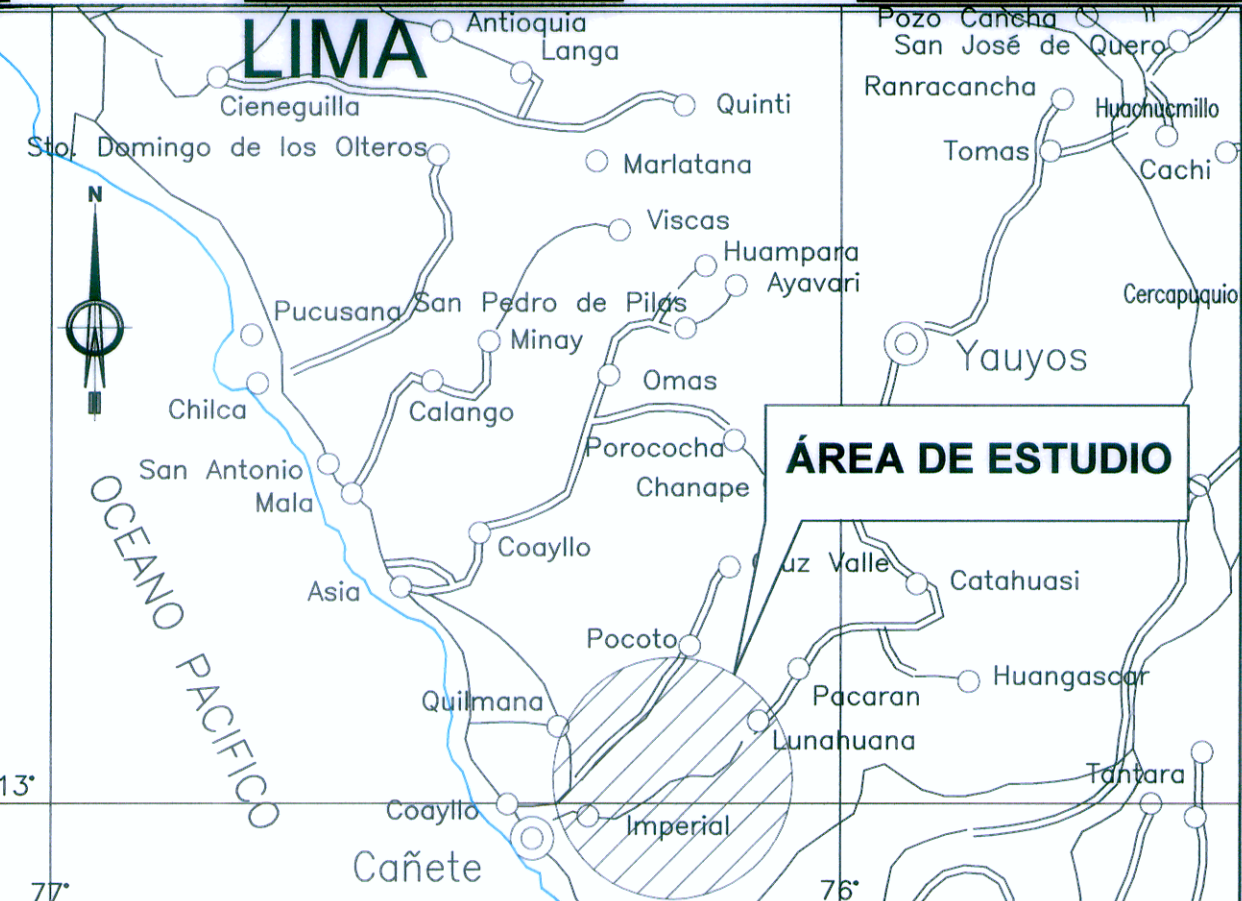 Pozo Cancha
Antioquia
LIMA
San José de Quero
Langa
Ranracancha
Cieneguilla
Quinti
Huachucmillo
Sto. Domingo de los Olteros
Marlatana
Tomas
Cachi
N
Viscas
Huampara
Ayavari
Cercapuquio
Pucusana
San Pedro de Pilas
Minay
Yauyos
Omas
Chilca
Calango
Porococha
ÁREA DE ESTUDIO
San Antonio
Chanape
Mala
OCEANO PACIFICO
Coayllo
uz Valle
Catahuasi
Asia
Pocoto
Huangascar
Quilmana
Pacaran
Lunahuana
Tantara
13°
Coayllo
Imperial
Cañete
77°
76°